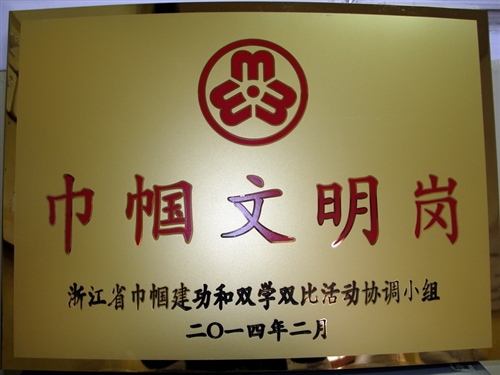 巾帼文明岗
浙江省巾帼建功和双学双比活动协调小组
二〇一四年二月